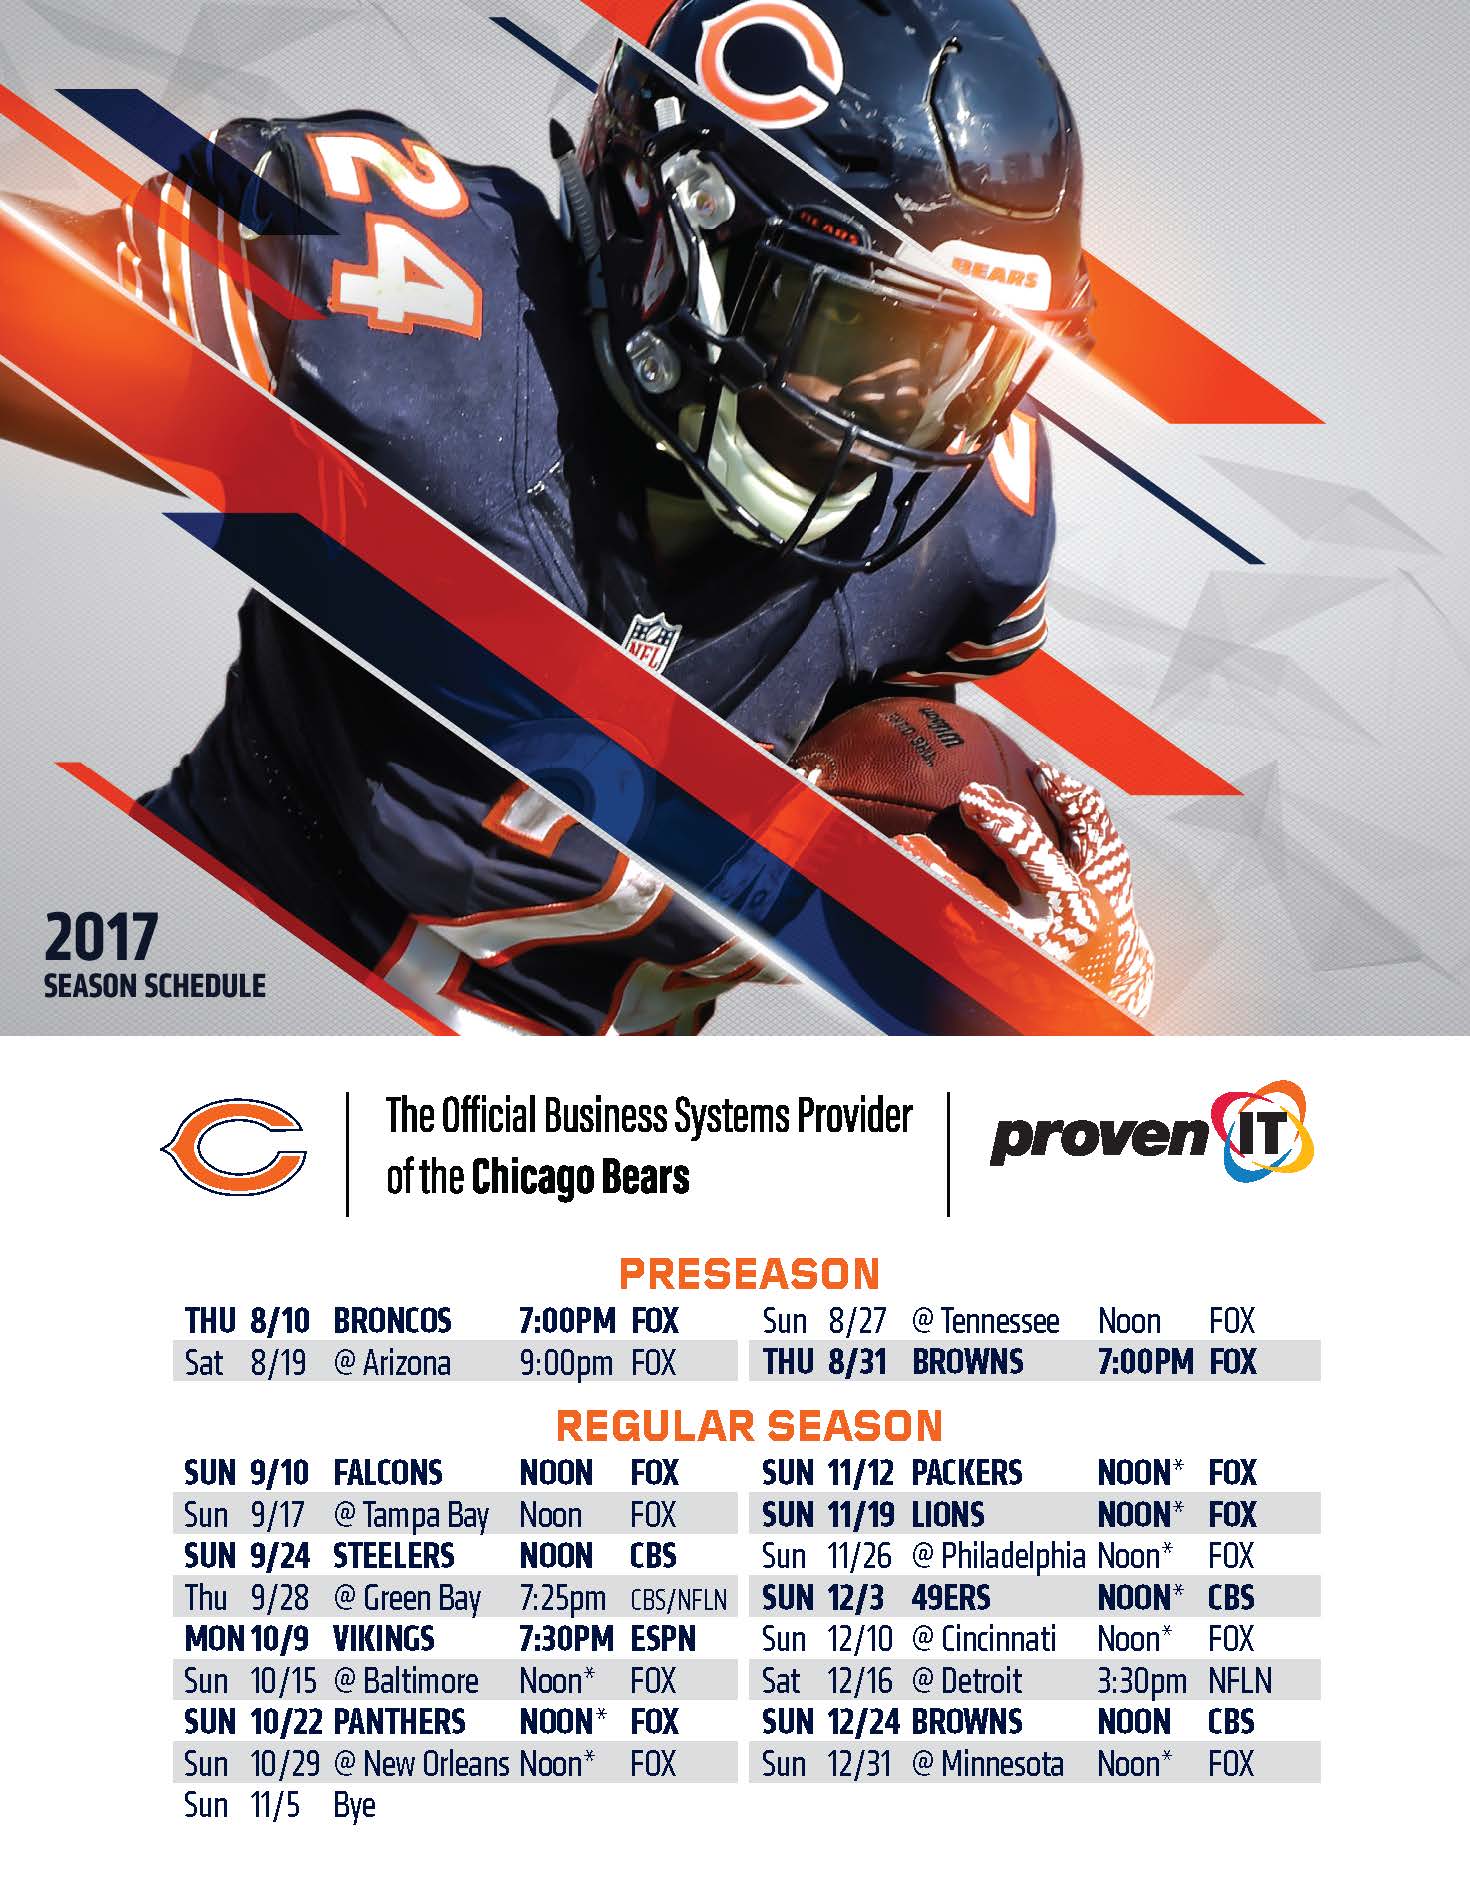 24
BEARS
BEARS
NFL
Wilson
2017
SEASON SCHEDULE
The Official Business Systems Provider
of the Chicago Bears
proven IT
PRESEASON
THU 8/10 BRONCOS 7:00PM FOX
Sat 8/19 @ Arizona 9:00pm FOX
Sun 8/27 @ Tennessee Noon FOX
THU 8/31 BROWNS 7:00PM FOX
REGULAR SEASON
SUN 9/10 FALCONS NOON FOX
Sun 9/17 @ Tampa Bay Noon FOX
SUN 9/24 STEELERS NOON CBS
Thu 9/28 @ Green Bay 7:25pm CBS/NFLN
MON 10/9 VIKINGS 7:30PM ESPN
Sun 10/15 @ Baltimore Noon* FOX
SUN 10/22 PANTHERS NOON* FOX
Sun 10/29 @ New Orleans Noon* FOX
Sun 11/5 Bye
SUN 11/12 PACKERS NOON* FOX
SUN 11/19 LIONS NOON* FOX
Sun 11/26 @ Philadelphia Noon* FOX
SUN 12/3 49ERS NOON* CBS
Sun 12/10 @ Cincinnati Noon* FOX
Sat 12/16 @ Detroit 3:30pm NFLN
SUN 12/24 BROWNS NOON CBS
Sun 12/31 @ Minnesota Noon* FOX